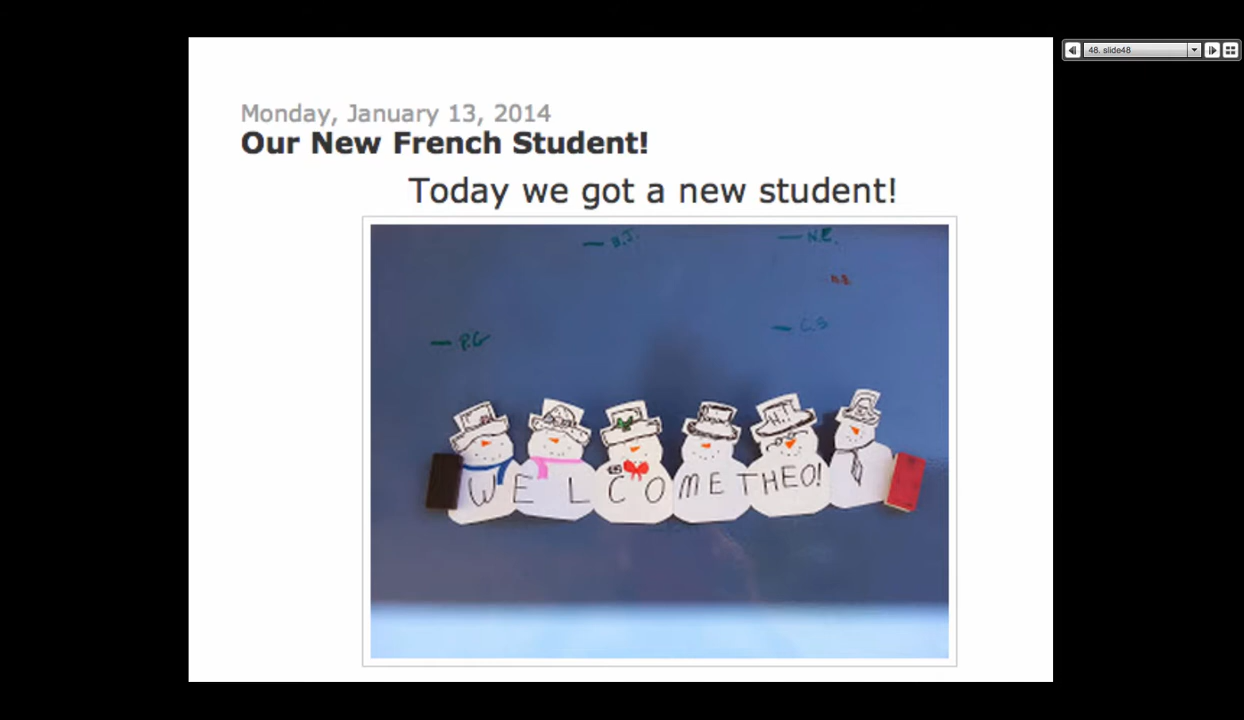 48. slide48
Monday, January 13, 2014
Our New French Student!
Today we got a new student!
B.J.
N.E.
C.S
P.G
H.T
WELCOME THEO!